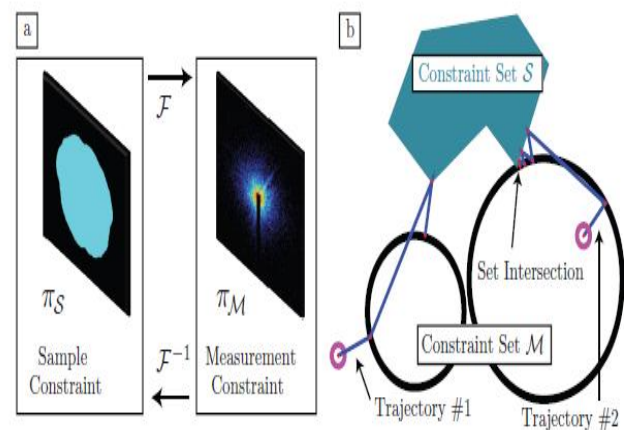 a
ℱ
π_𝒮
Sample
Constraint
π_ℳ
Measurement
Constraint
ℱ⁻¹
b
Constraint Set 𝒮
Set Intersection
Constraint Set ℳ
Trajectory #1
Trajectory #2